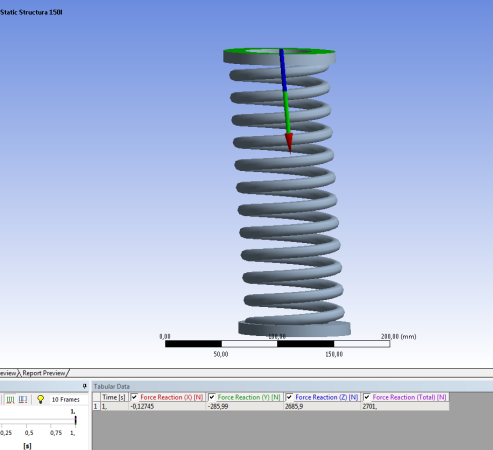 Static Structura 150l
0,00 100,00 200,00 (mm)
50,00 150,00
eview Report Preview
Tabular Data
10 Frames
Time [s] Force Reaction (X) [N] Force Reaction (Y) [N] Force Reaction (Z) [N] Force Reaction (Total) [N]
1 1, -0,12745 -285,99 2685,9 2701,
1,
0,25 0,5 0,75 1,
[s]